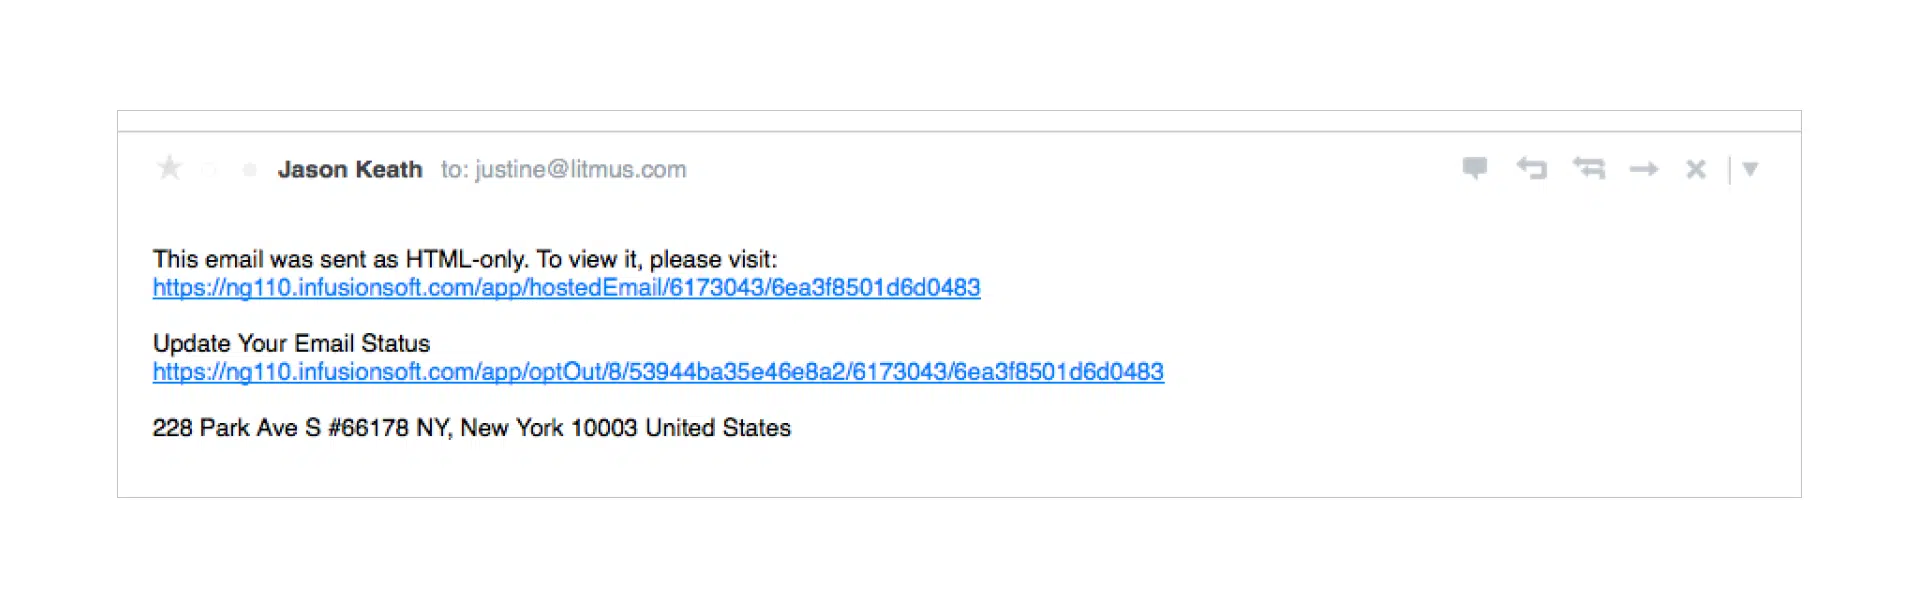 Jason Keath to: justine@litmus.com
This email was sent as HTML-only. To view it, please visit:
https://ng110.infusionsoft.com/app/hostedEmail/6173043/6ea3f8501d6d0483
Update Your Email Status
https://ng110.infusionsoft.com/app/optOut/8/53944ba35e46e8a2/6173043/6ea3f8501d6d0483
228 Park Ave S #66178 NY, New York 10003 United States